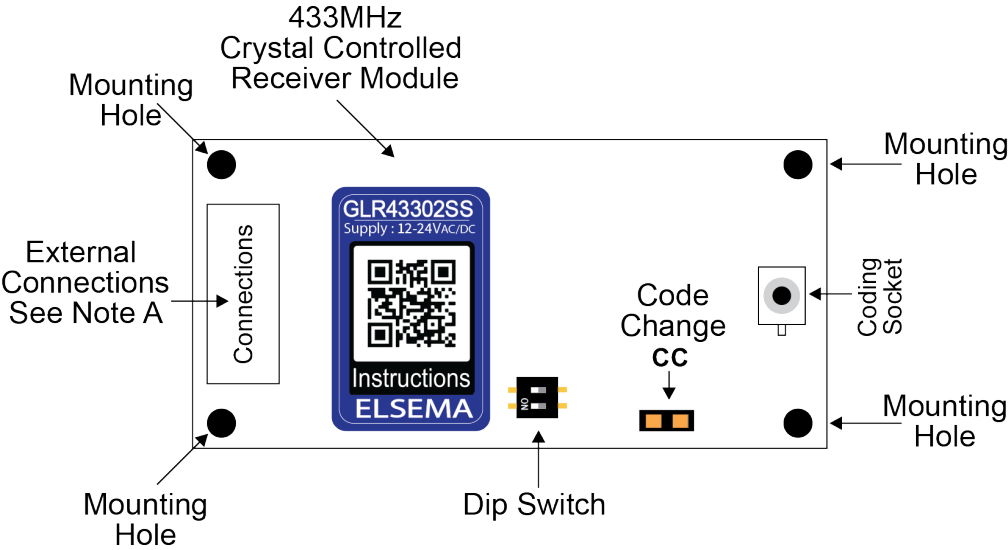 433MHz
Crystal Controlled
Receiver Module
Mounting
Hole
Mounting
Hole
GLR43302SS
Supply : 12-24VAC/DC
External
Connections
See Note A
Connections
Coding
Socket
Code
Change
CC
Instructions
ELSEMA
NO
Mounting
Hole
Mounting
Hole
Dip Switch